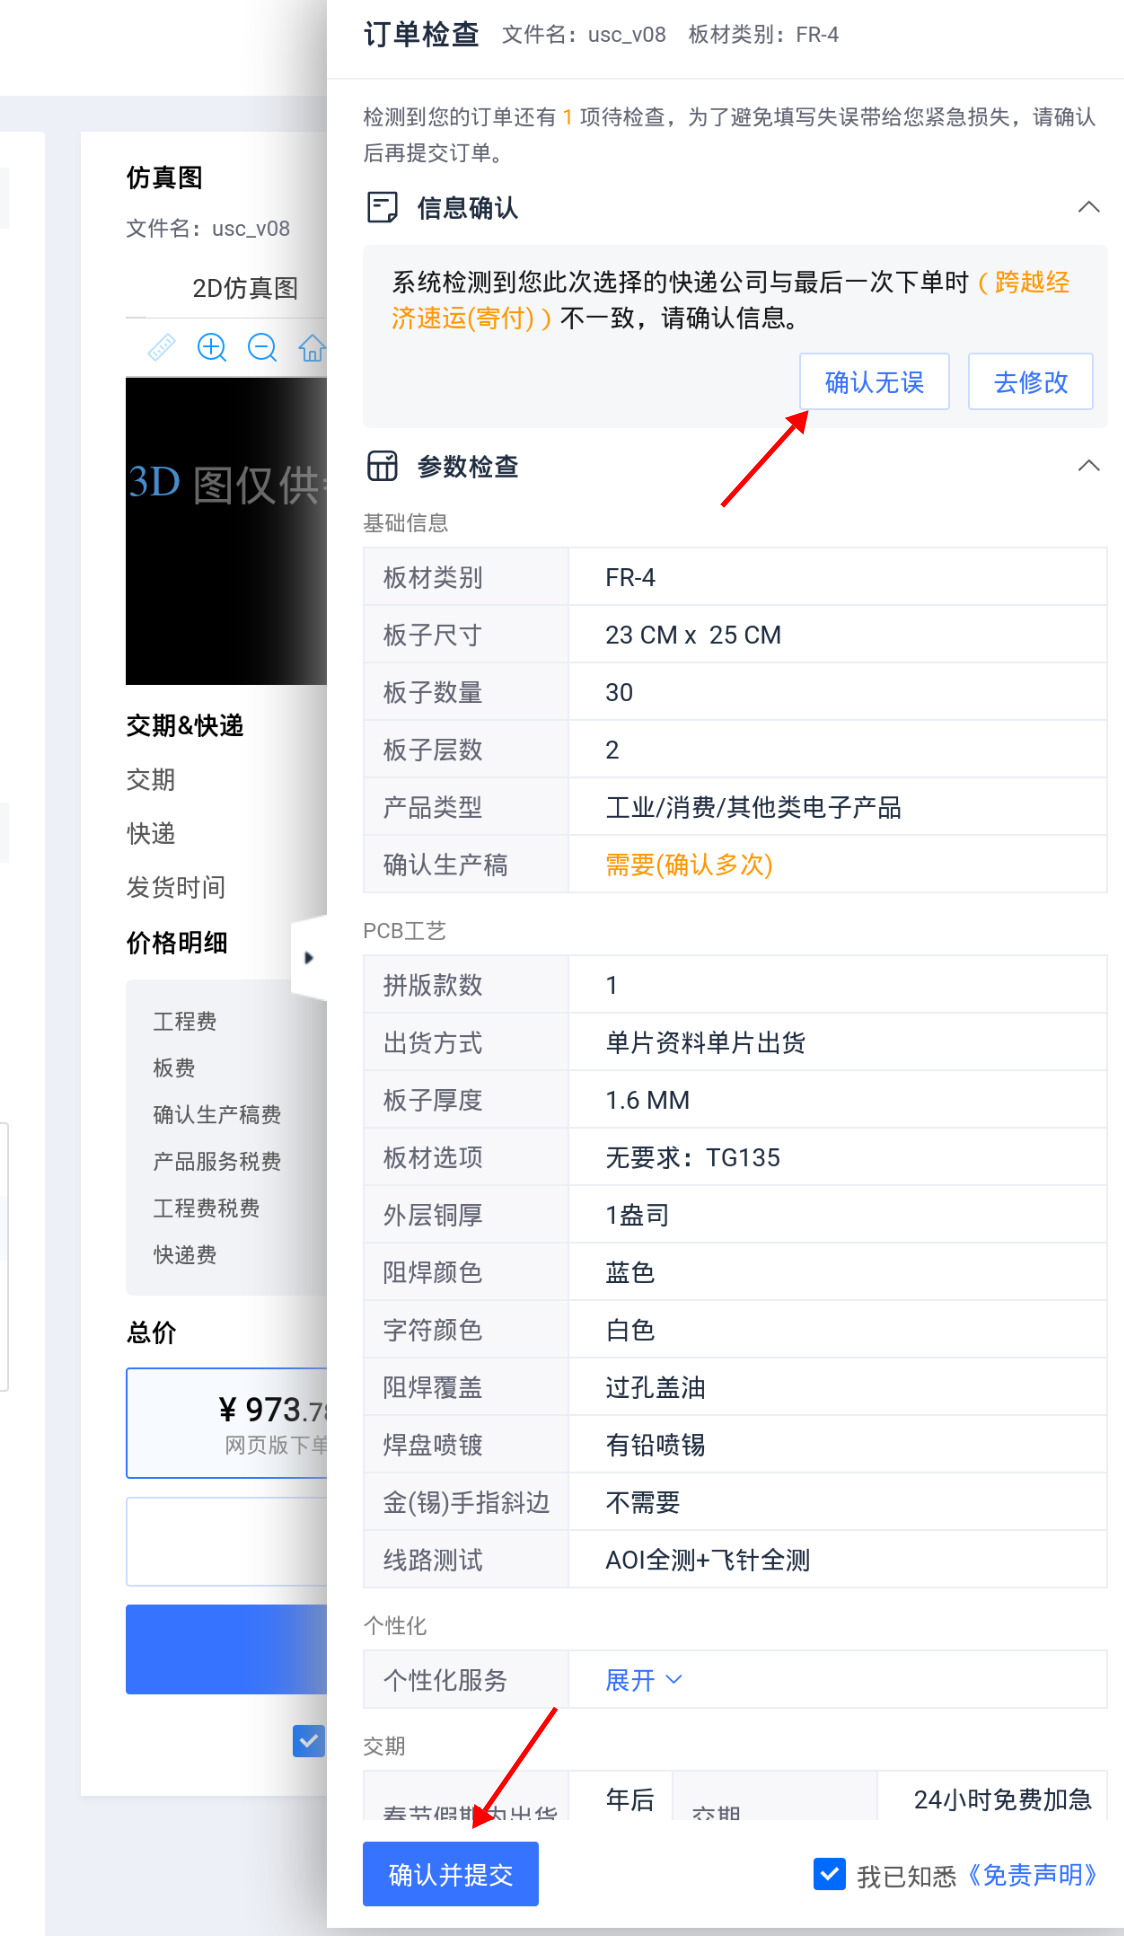 订单检查 文件名：usc_v08 板材类别：FR-4
检测到您的订单还有 1 项待检查，为了避免填写失误带给您紧急损失，请确认
后再提交订单。
信息确认
系统检测到您此次选择的快递公司与最后一次下单时（跨越经
济速运(寄付)）不一致，请确认信息。
确认无误 去修改
参数检查
基础信息
板材类别 FR-4
板子尺寸 23 CM x 25 CM
板子数量 30
板子层数 2
产品类型 工业/消费/其他类电子产品
确认生产稿 需要(确认多次)
PCB工艺
拼版款数 1
出货方式 单片资料单片出货
板子厚度 1.6 MM
板材选项 无要求：TG135
外层铜厚 1盎司
阻焊颜色 蓝色
字符颜色 白色
阻焊覆盖 过孔盖油
焊盘喷镀 有铅喷锡
金(锡)手指斜边 不需要
线路测试 AOI全测+飞针全测
个性化
个性化服务 展开
交期
春节假期内出货 年后 交期 24小时免费加急
确认并提交 我已知悉《免责声明》
仿真图
文件名：usc_v08
2D仿真图
3D 图仅供
交期&快递
交期
快递
发货时间
价格明细
工程费
板费
确认生产稿费
产品服务税费
工程费税费
快递费
总价
¥ 973.78
网页版下单